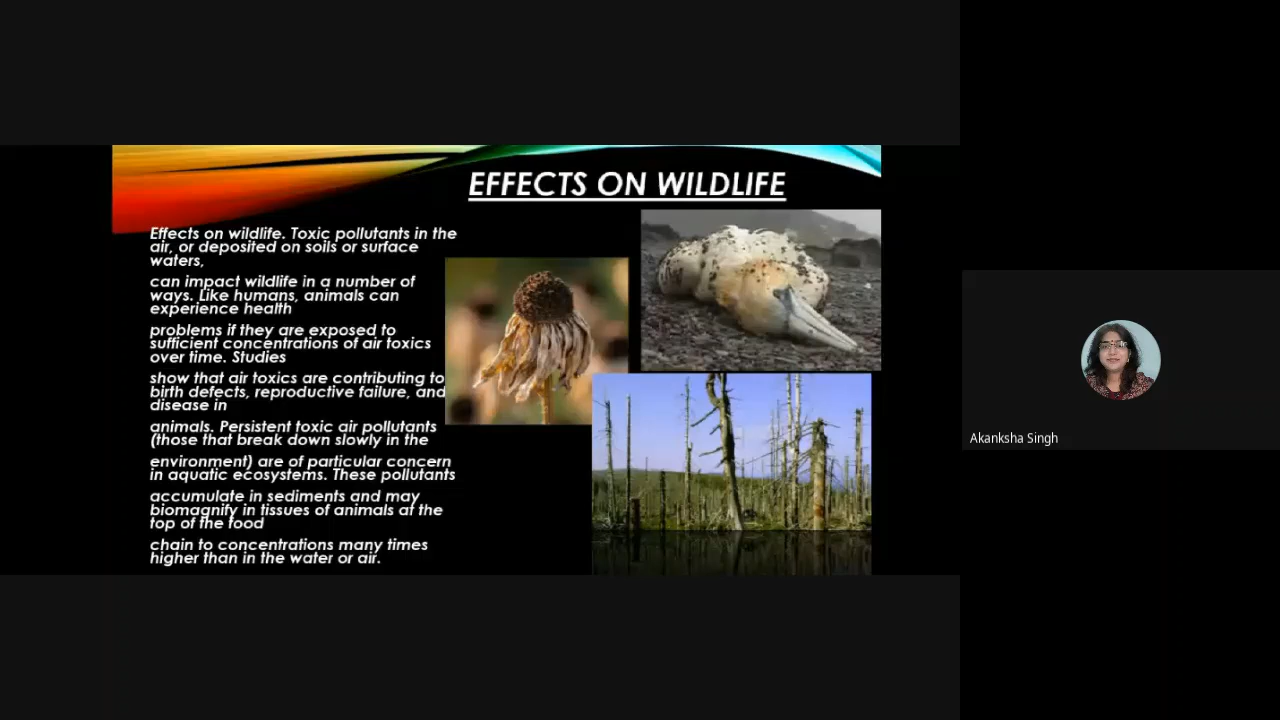 EFFECTS ON WILDLIFE
Effects on wildlife. Toxic pollutants in the
air, or deposited on soils or surface
waters,
can impact wildlife in a number of
ways. Like humans, animals can
experience health
problems if they are exposed to
sufficient concentrations of air toxics
over time. Studies
show that air toxics are contributing to
birth defects, reproductive failure, and
disease in
animals. Persistent toxic air pollutants
(those that break down slowly in the
environment) are of particular concern
in aquatic ecosystems. These pollutants
accumulate in sediments and may
biomagnify in tissues of animals at the
top of the food
chain to concentrations many times
higher than in the water or air.
Akanksha Singh